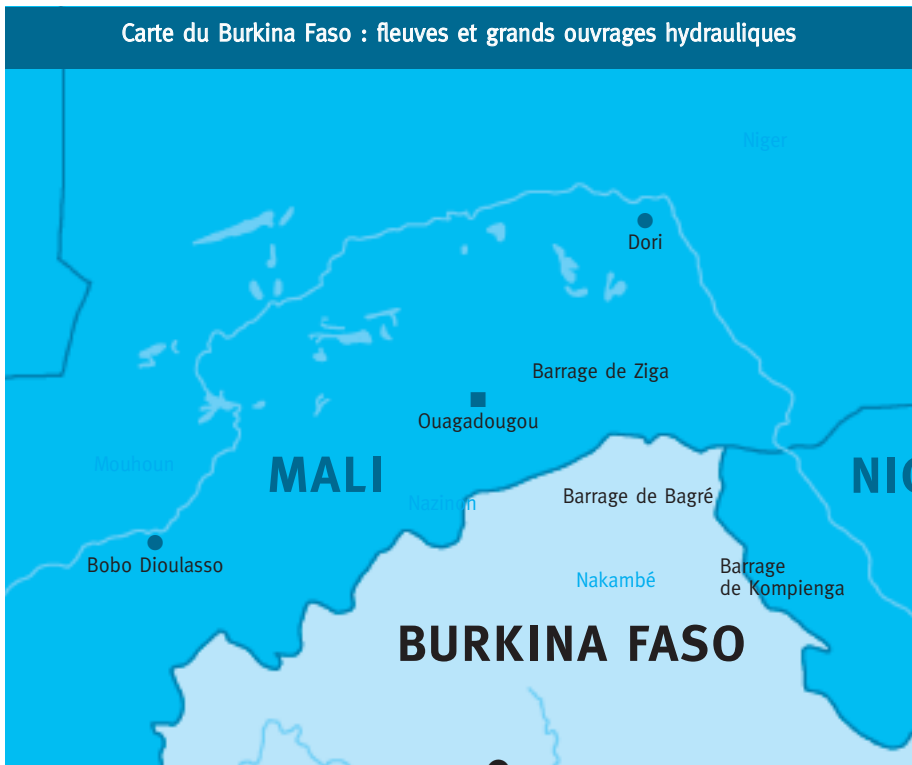 Carte du Burkina Faso : fleuves et grands ouvrages hydrauliques
Niger
Dori
Barrage de Ziga
Ouagadougou
Mouhoun
MALI
Nazinon
Barrage de Bagré
NIG
Bobo Dioulasso
Nakambé
Barrage
de Kompienga
BURKINA FASO